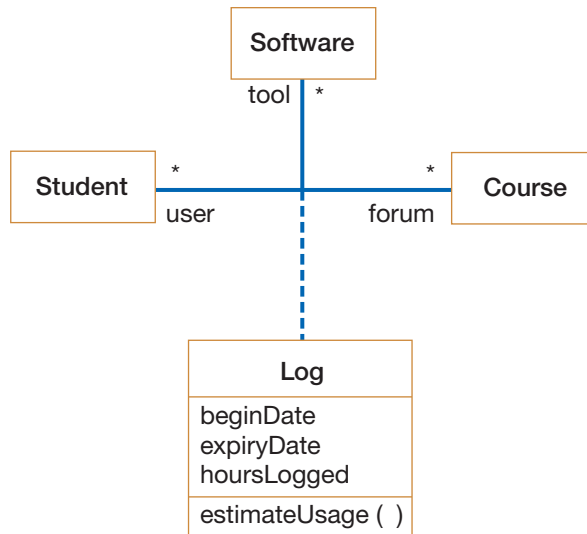 Software
tool *
Student
*
user
*
forum
Course
Log
beginDate
expiryDate
hoursLogged
estimateUsage ( )